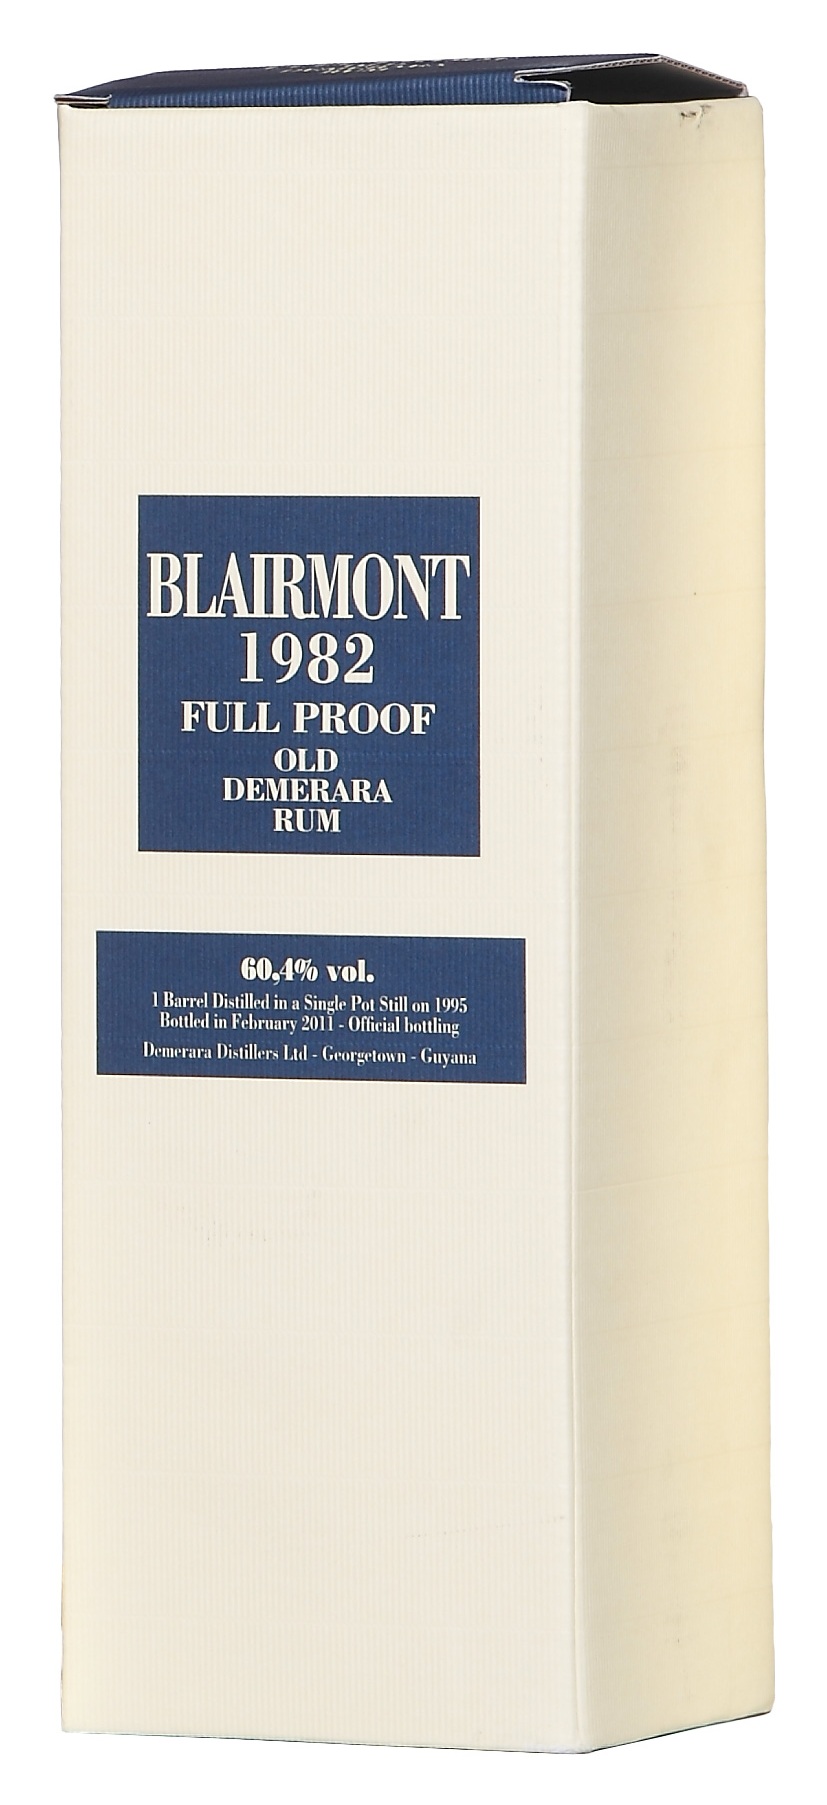 BLAIRMONT
1982
FULL PROOF
OLD
DEMERARA
RUM
60,4% vol.
1 Barrel Distilled in a Single Pot Still on 1995
Bottled in February 2011 - Official bottling
Demerara Distillers Ltd - Georgetown - Guyana